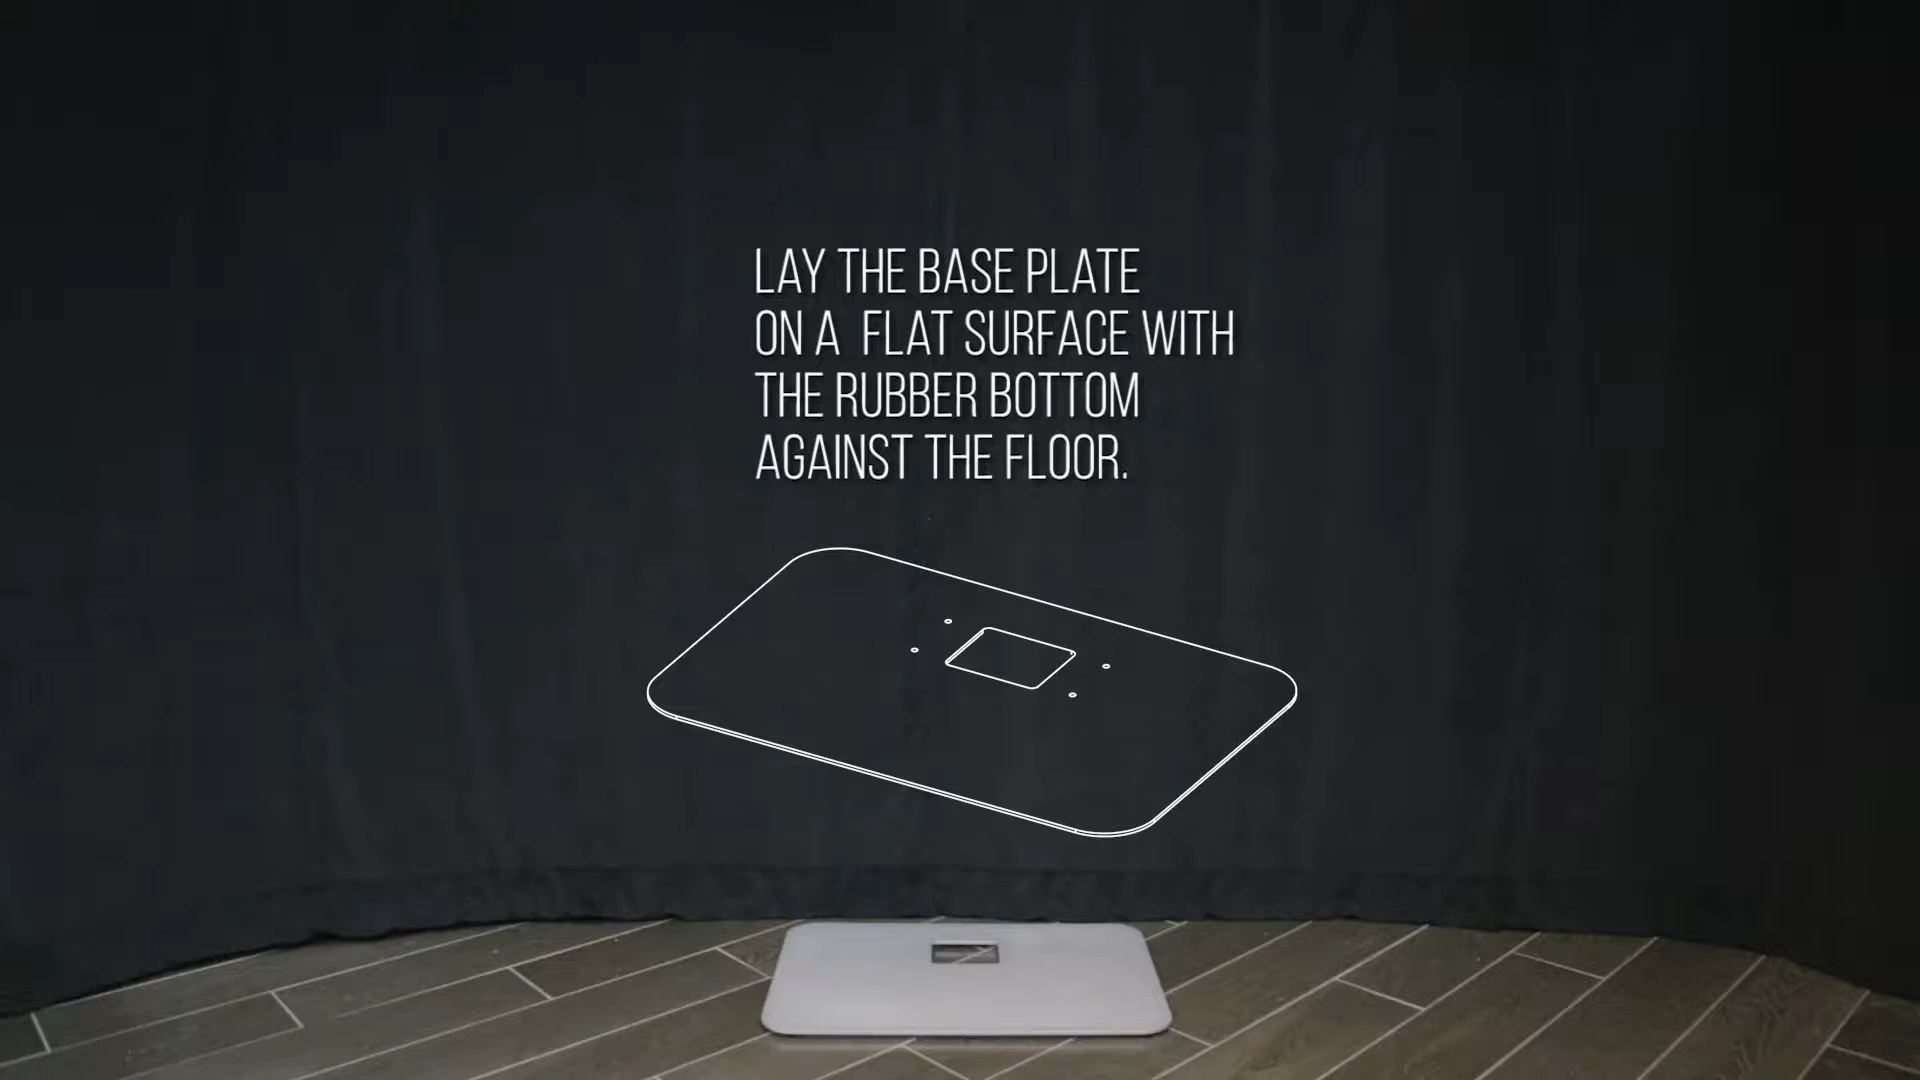 LAY THE BASE PLATE
ON A FLAT SURFACE WITH
THE RUBBER BOTTOM
AGAINST THE FLOOR.